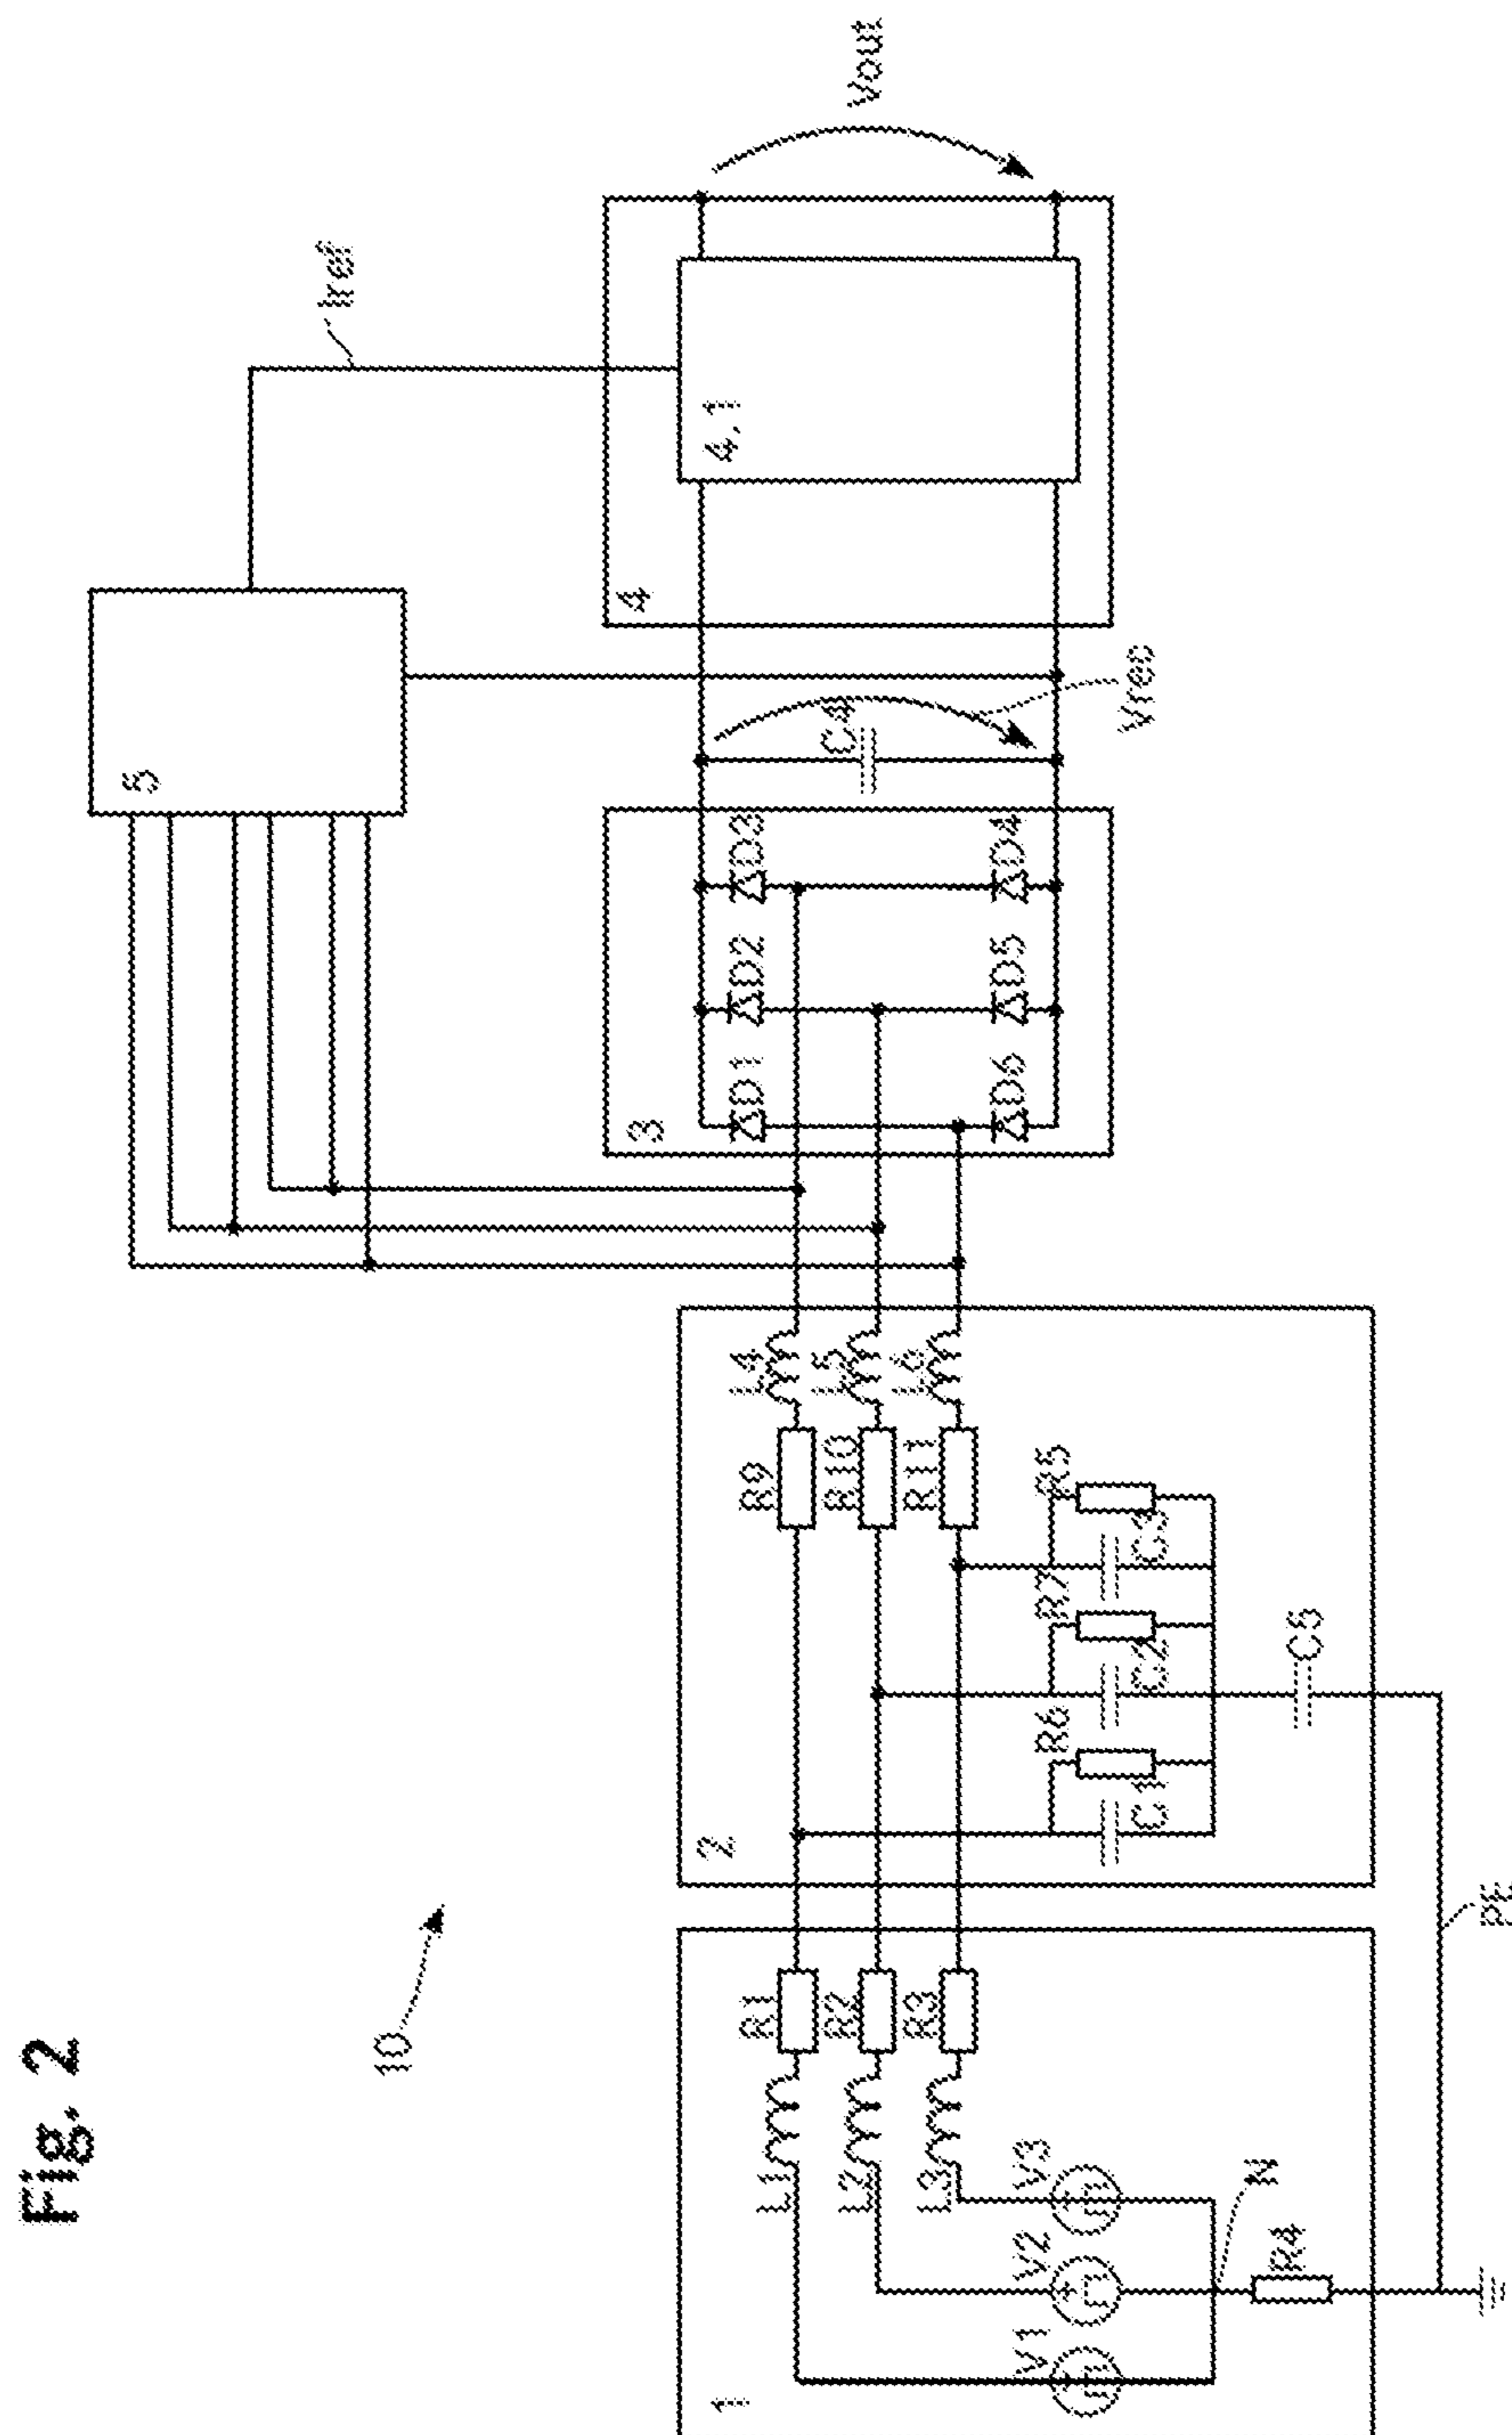 Fig. 2
10
1
V1
V2
V3
L1
L2
L3
R1
R2
R3
N
R4
PE
2
C1
R6
C2
R7
C3
R5
C5
R9
R10
R11
L4
L5
L6
3
D1
D2
D3
D6
D5
D4
C4
Vrec
5
4
4.1
Iref
Vout